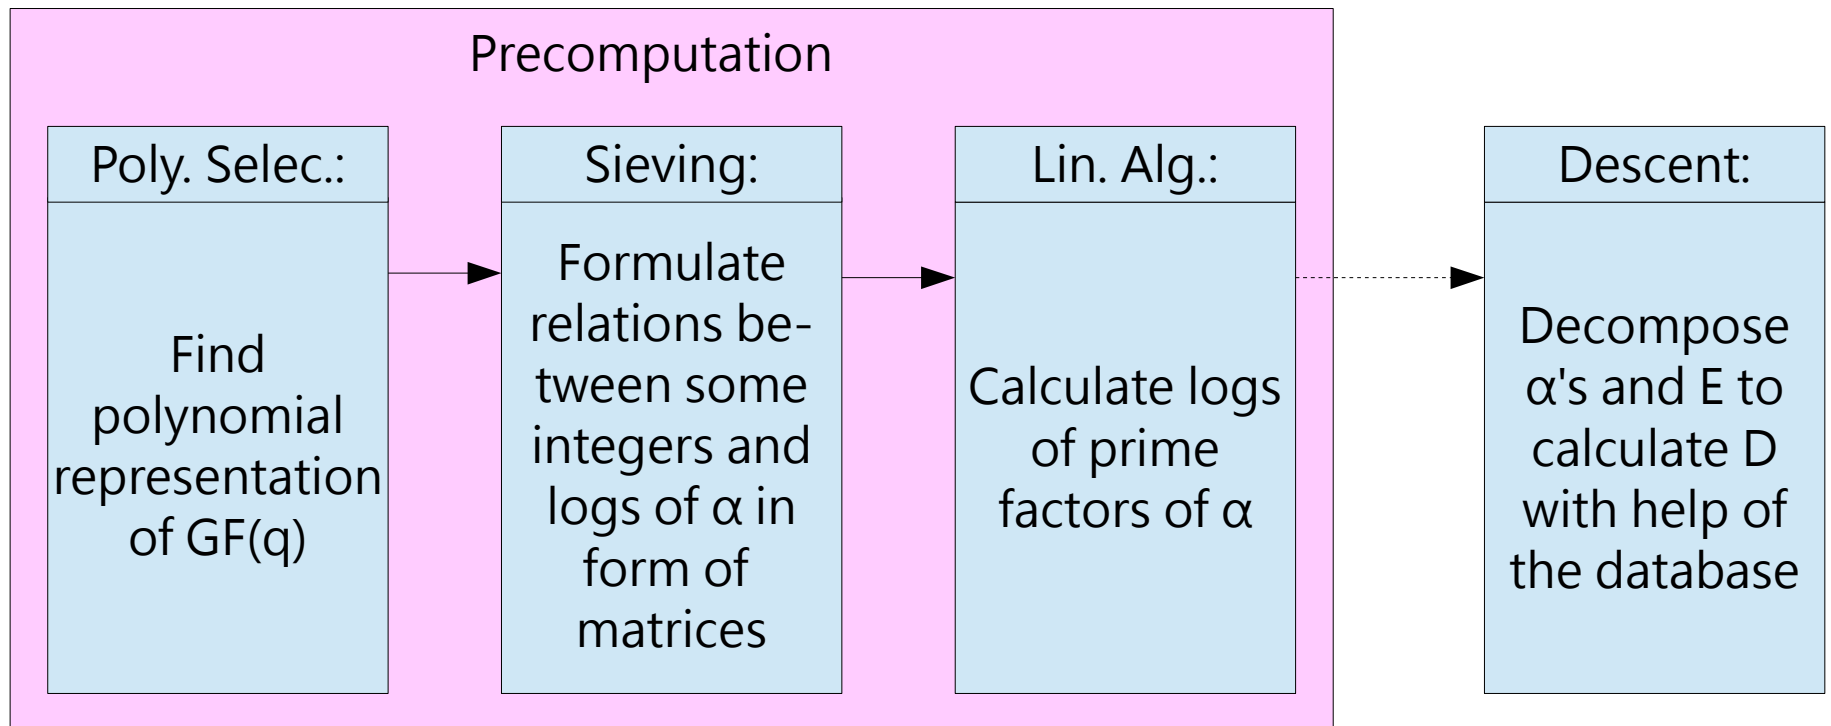 Precomputation
Poly. Selec.:
Find
polynomial
representation
of GF(q)
Sieving:
Formulate
relations be-
tween some
integers and
logs of α in
form of
matrices
Lin. Alg.:
Calculate logs
of prime
factors of α
Descent:
Decompose
α's and E to
calculate D
with help of
the database